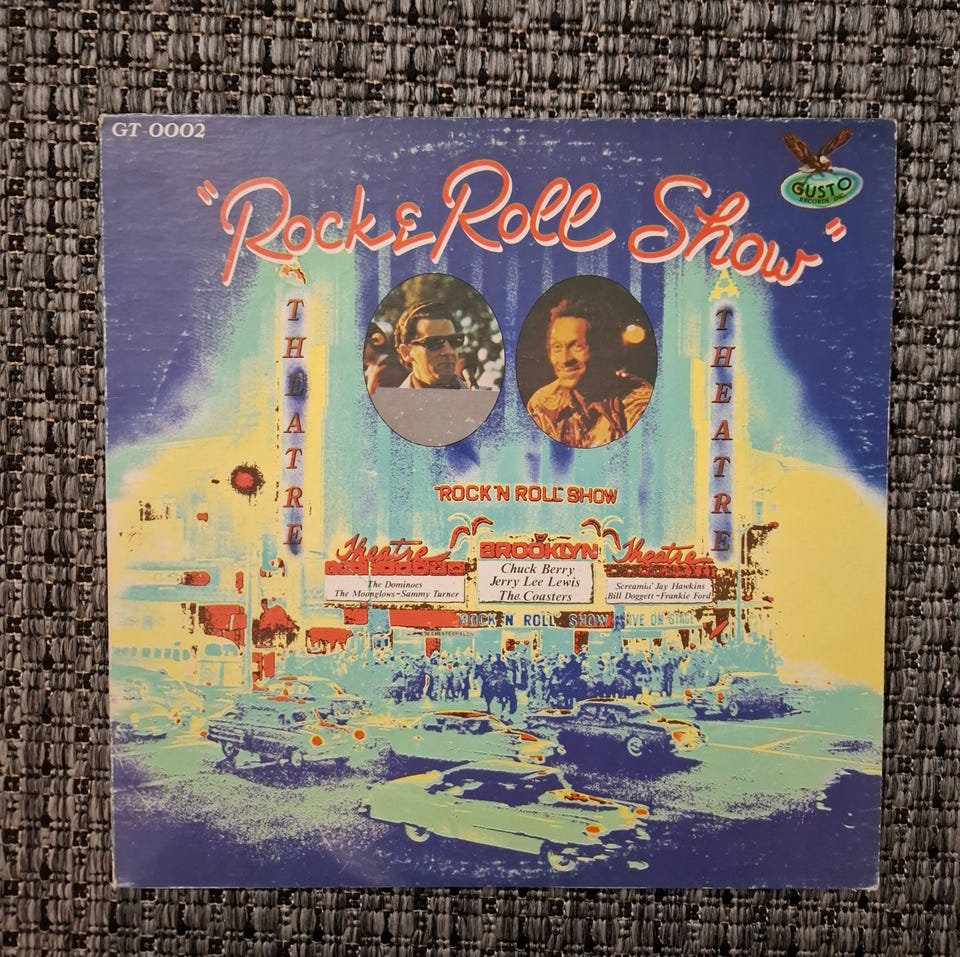 GT-0002
GUSTO
RECORDS INC.
"Rock & Roll Show"
THEATRE
THEATRE
"ROCK 'N ROLL" SHOW
Theatre
BROOKLYN
Theatre
The Dominoes
The Moonglows-Sammy Turner
Chuck Berry
Jerry Lee Lewis
The Coasters
Screamin' Jay Hawkins
Bill Doggett-Frankie Ford
ROCK 'N ROLL SHOW LIVE ON STAGE